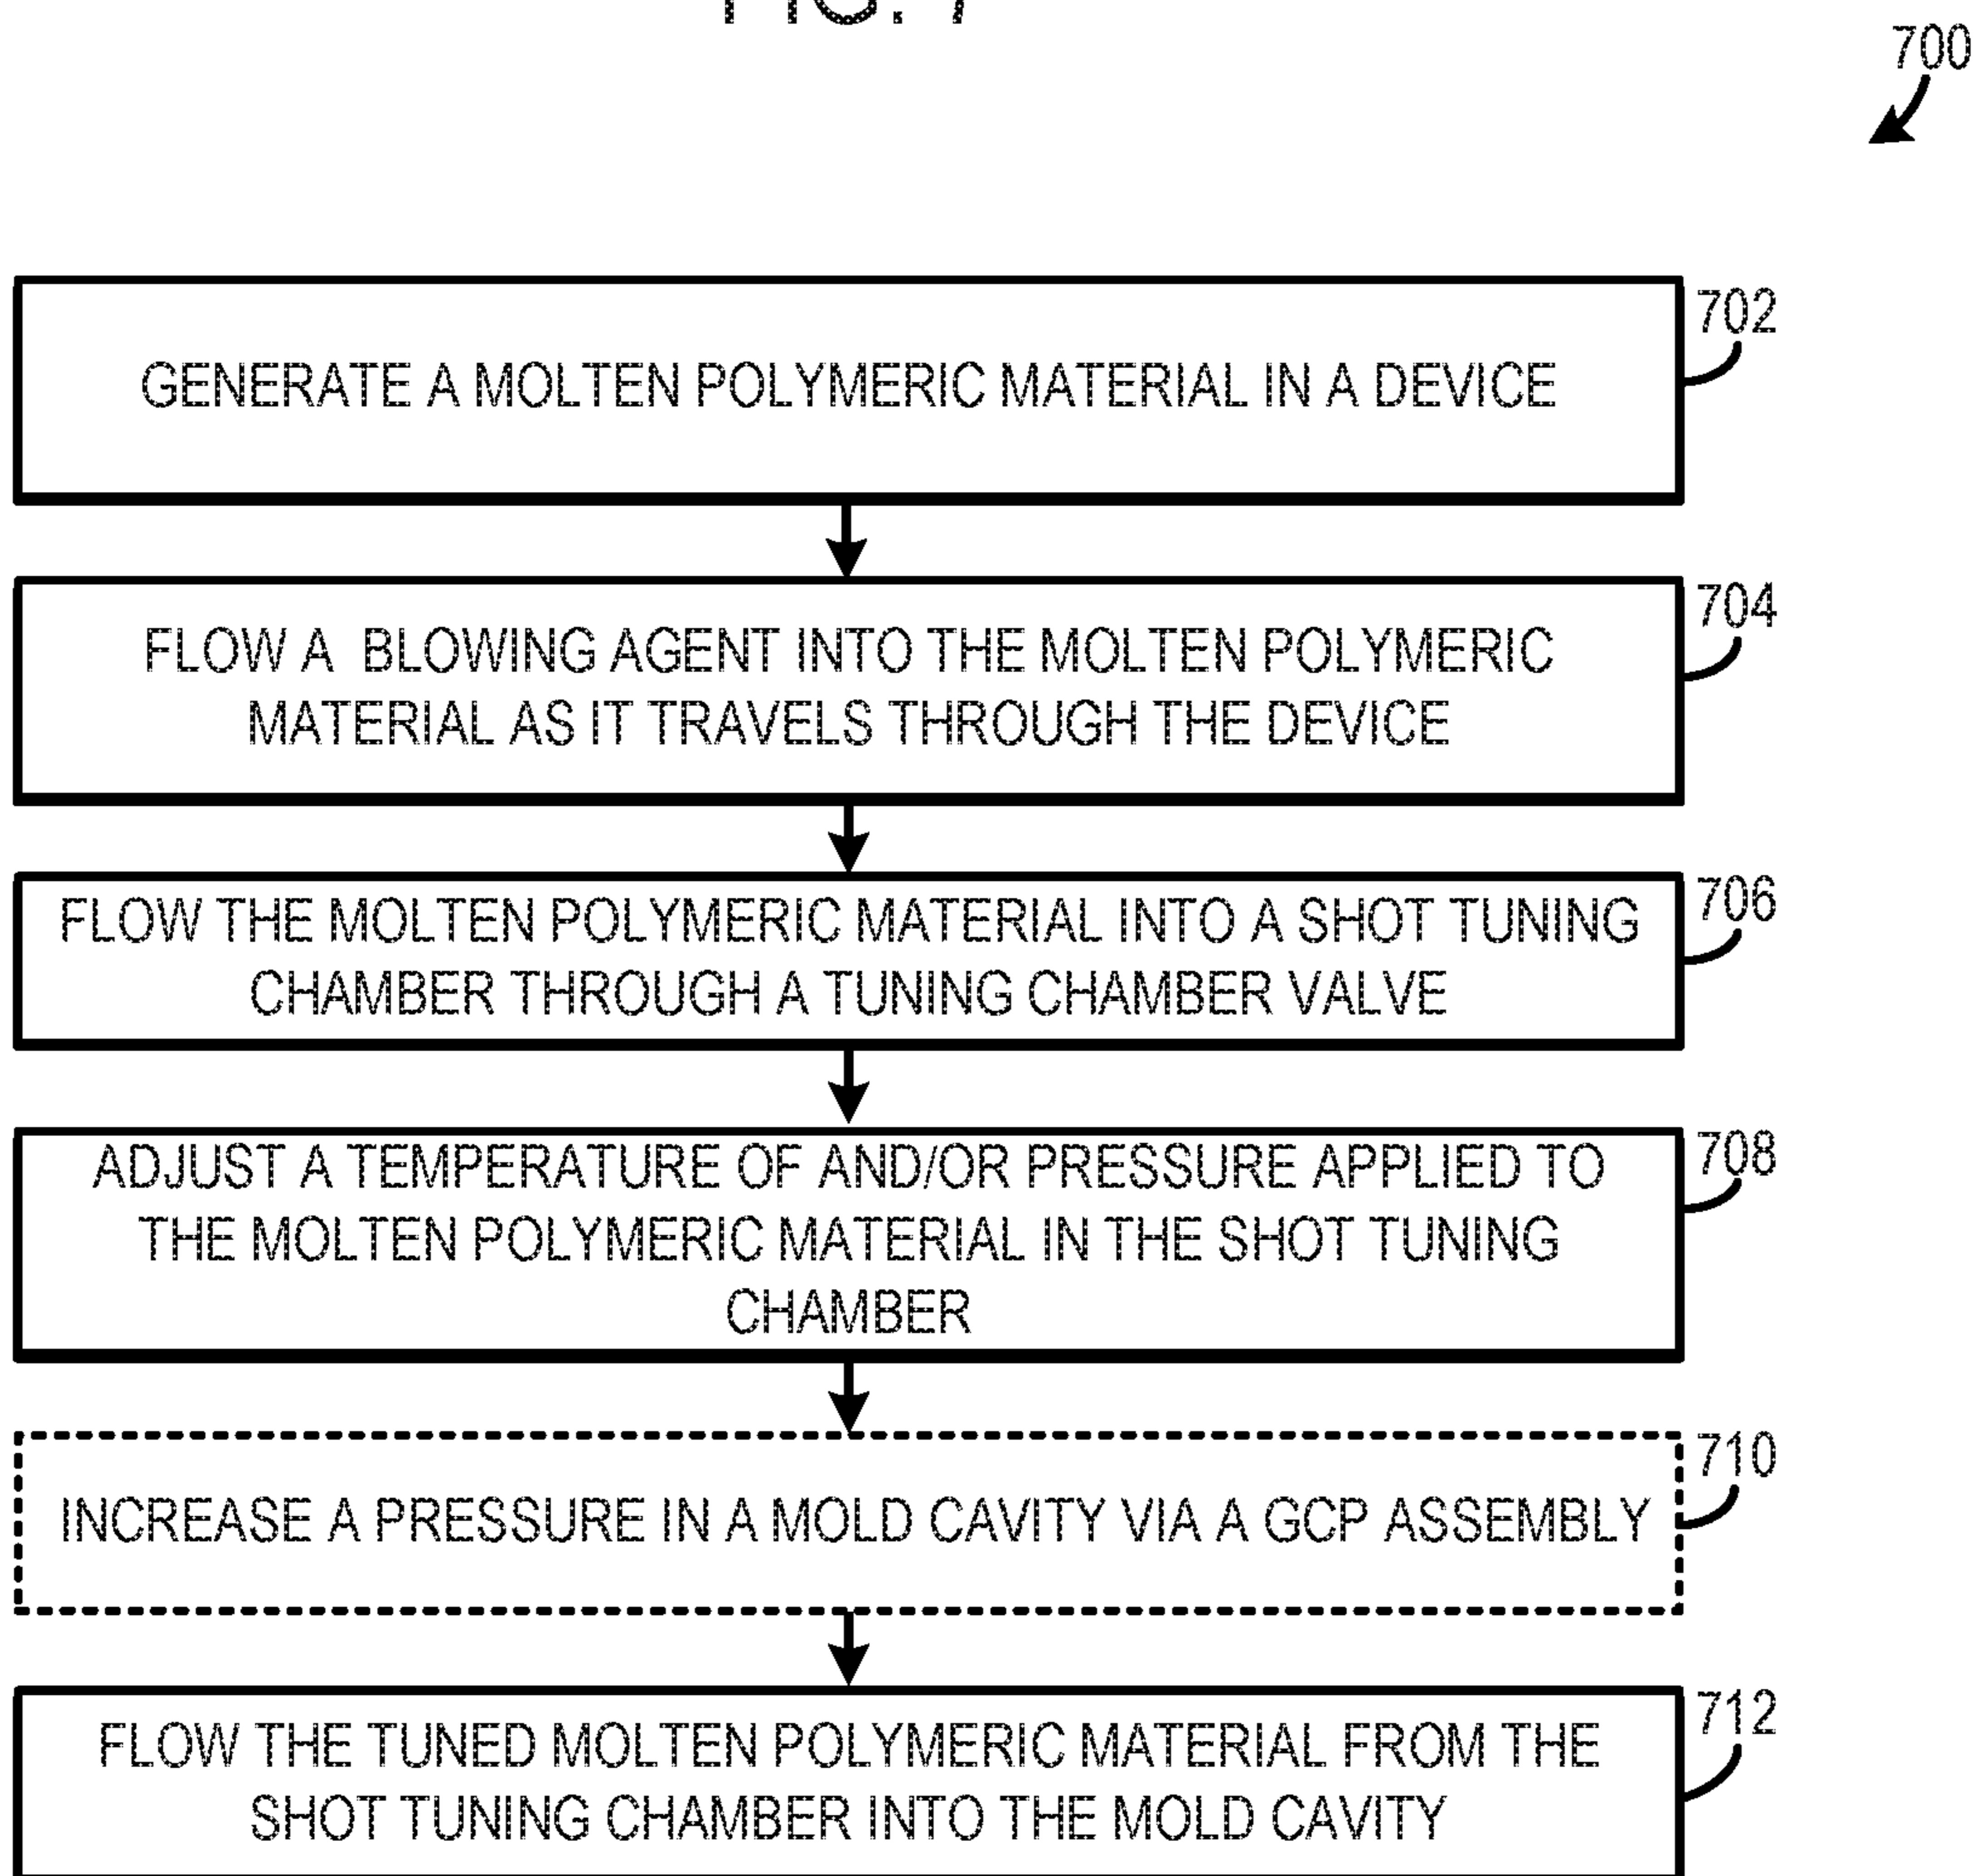 FIG. 7
700
702
GENERATE A MOLTEN POLYMERIC MATERIAL IN A DEVICE
704
FLOW A BLOWING AGENT INTO THE MOLTEN POLYMERIC
MATERIAL AS IT TRAVELS THROUGH THE DEVICE
706
FLOW THE MOLTEN POLYMERIC MATERIAL INTO A SHOT TUNING
CHAMBER THROUGH A TUNING CHAMBER VALVE
708
ADJUST A TEMPERATURE OF AND/OR PRESSURE APPLIED TO
THE MOLTEN POLYMERIC MATERIAL IN THE SHOT TUNING
CHAMBER
710
INCREASE A PRESSURE IN A MOLD CAVITY VIA A GCP ASSEMBLY
712
FLOW THE TUNED MOLTEN POLYMERIC MATERIAL FROM THE
SHOT TUNING CHAMBER INTO THE MOLD CAVITY